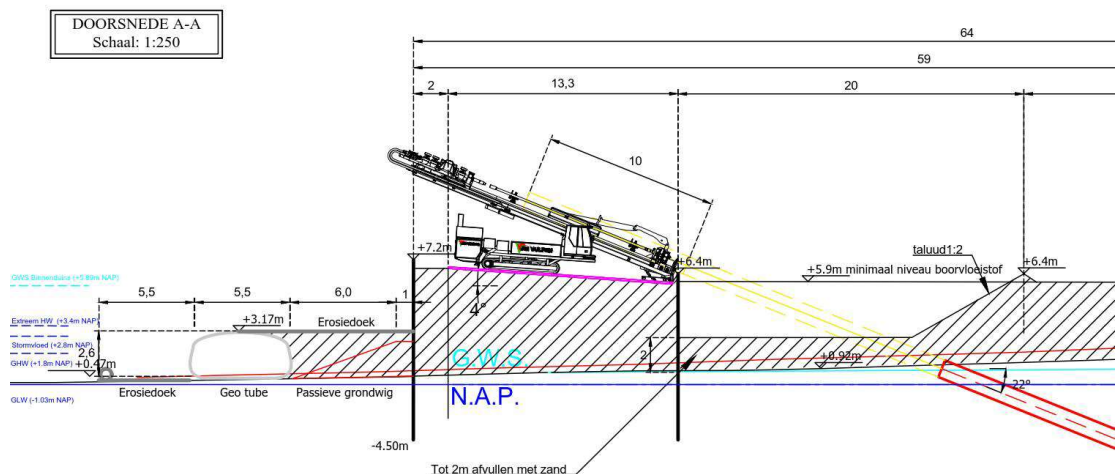 DOORSNEDE A-A
Schaal: 1:250
64
59
2
13,3
20
10
+7.2m
+6.4m
taluud1:2
+5.9m minimaal niveau boorvloeistof
+6.4m
GWS Binnenduins (+5.89m NAP)
5,5
5,5
6,0
1
4°
Extreem HW (+3.4m NAP)
+3.17m
Erosiedoek
Stormvloed (+2.8m NAP)
2,6
GHW (+1.8m NAP)
+0.47m
G.W.S.
2
+0.92m
22°
Erosiedoek
Geo tube
Passieve grondwig
N.A.P.
GLW (-1.03m NAP)
-4.50m
Tot 2m afvullen met zand